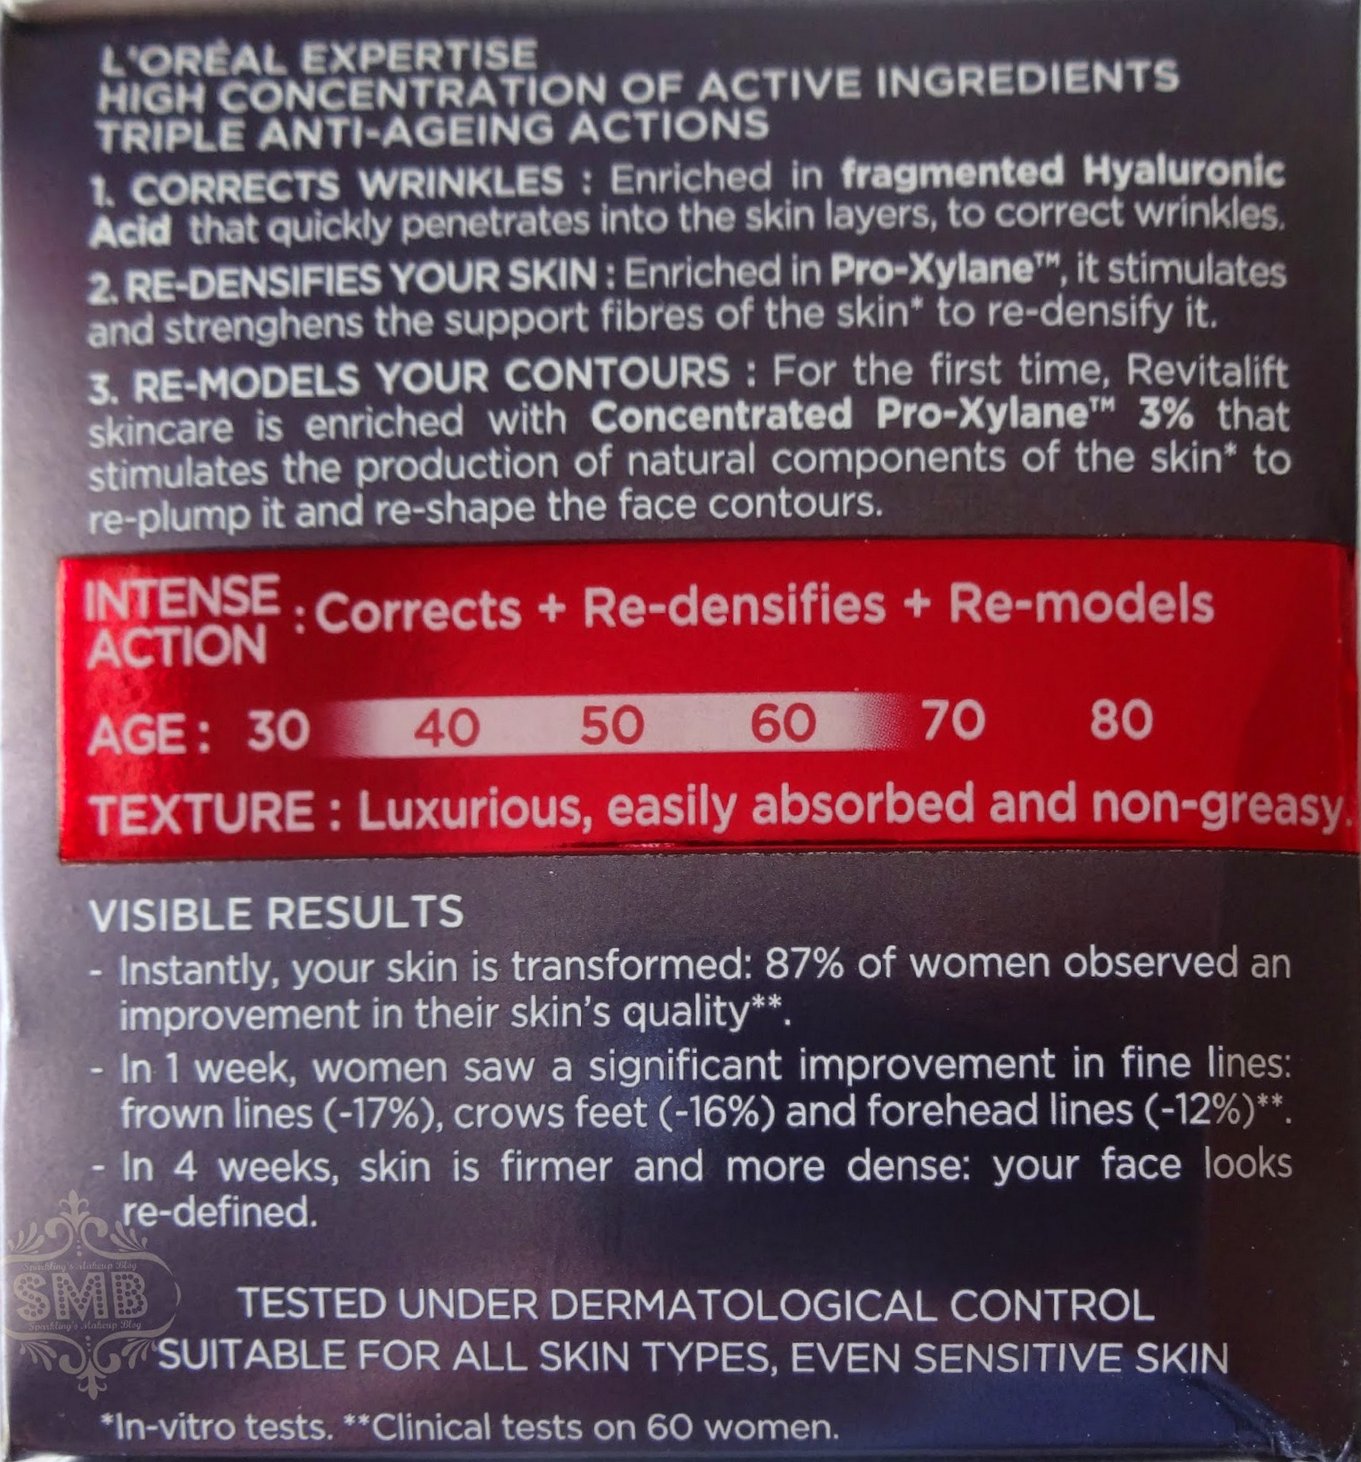 L'ORÉAL EXPERTISE
HIGH CONCENTRATION OF ACTIVE INGREDIENTS
TRIPLE ANTI-AGEING ACTIONS
1. CORRECTS WRINKLES : Enriched in fragmented Hyaluronic
Acid that quickly penetrates into the skin layers, to correct wrinkles.
2. RE-DENSIFIES YOUR SKIN : Enriched in Pro-Xylane™, it stimulates
and strenghens the support fibres of the skin* to re-densify it.
3. RE-MODELS YOUR CONTOURS : For the first time, Revitalift
skincare is enriched with Concentrated Pro-Xylane™ 3% that
stimulates the production of natural components of the skin* to
re-plump it and re-shape the face contours.
INTENSE
ACTION : Corrects + Re-densifies + Re-models
AGE : 30 40 50 60 70 80
TEXTURE : Luxurious, easily absorbed and non-greasy.
VISIBLE RESULTS
- Instantly, your skin is transformed: 87% of women observed an
improvement in their skin's quality**.
- In 1 week, women saw a significant improvement in fine lines:
frown lines (-17%), crows feet (-16%) and forehead lines (-12%)**.
- In 4 weeks, skin is firmer and more dense: your face looks
re-defined.
Sparkling's Makeup Blog
SMB
Sparkling's Makeup Blog
TESTED UNDER DERMATOLOGICAL CONTROL
SUITABLE FOR ALL SKIN TYPES, EVEN SENSITIVE SKIN
*In-vitro tests. **Clinical tests on 60 women.